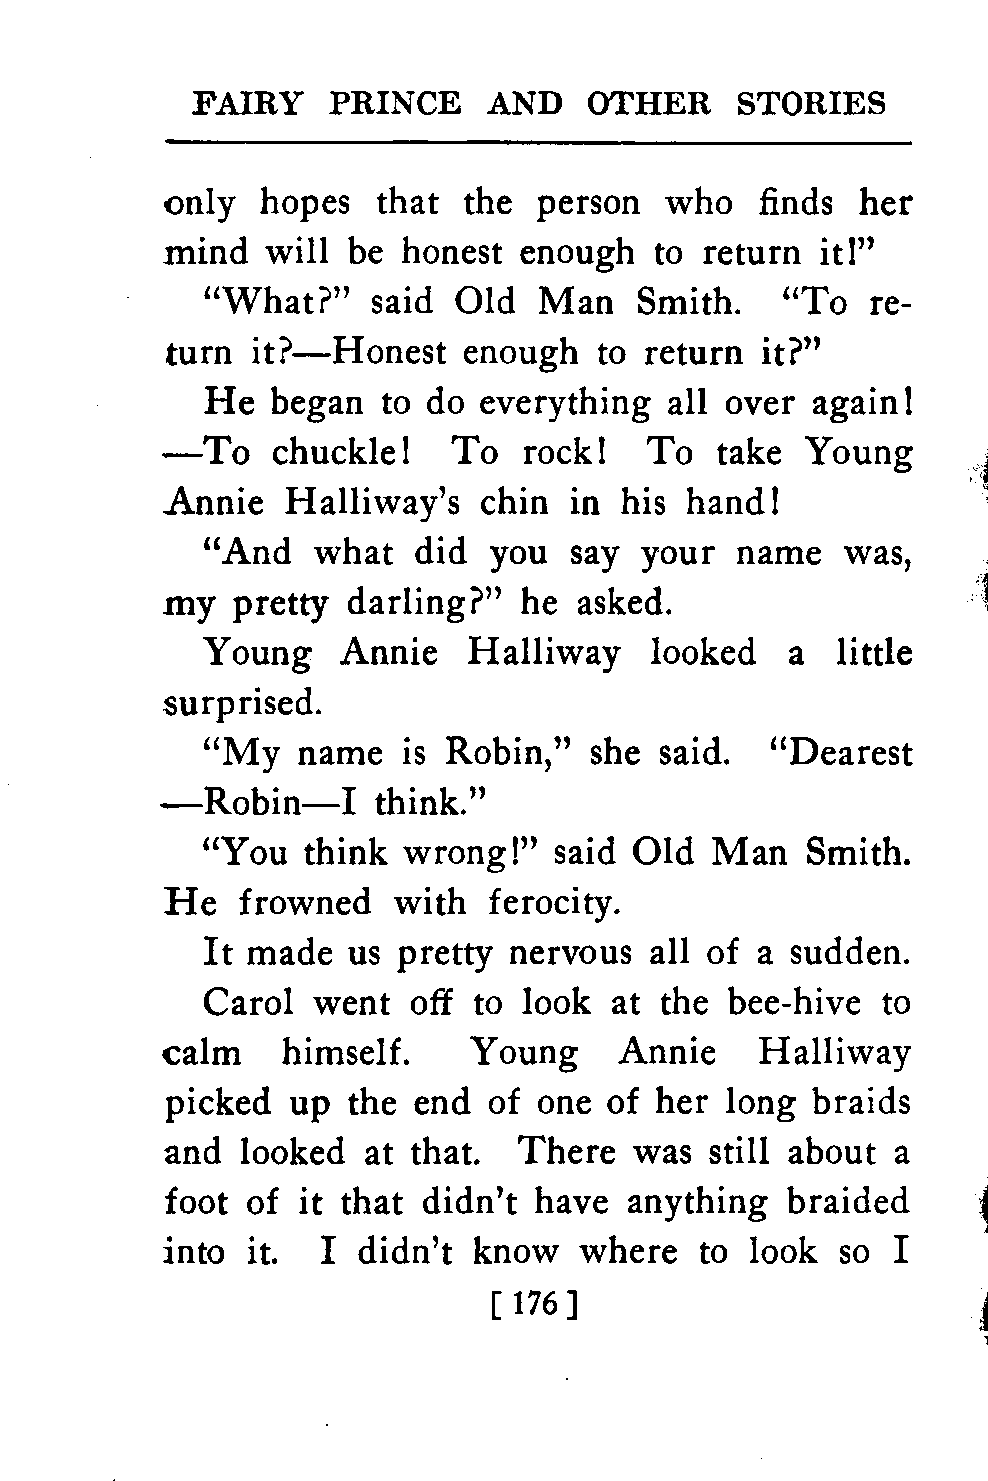 FAIRY PRINCE AND OTHER STORIES
only hopes that the person who finds her
mind will be honest enough to return it!”
“What?” said Old Man Smith. “To re-
turn it?—Honest enough to return it?”
He began to do everything all over again!
—To chuckle! To rock! To take Young
Annie Halliway's chin in his hand!
“And what did you say your name was,
my pretty darling?” he asked.
Young Annie Halliway looked a little
surprised.
“My name is Robin,” she said. “Dearest
—Robin—I think.”
“You think wrong!” said Old Man Smith.
He frowned with ferocity.
It made us pretty nervous all of a sudden.
Carol went off to look at the bee-hive to
calm himself. Young Annie Halliway
picked up the end of one of her long braids
and looked at that. There was still about a
foot of it that didn't have anything braided
into it. I didn't know where to look so I
[ 176 ]